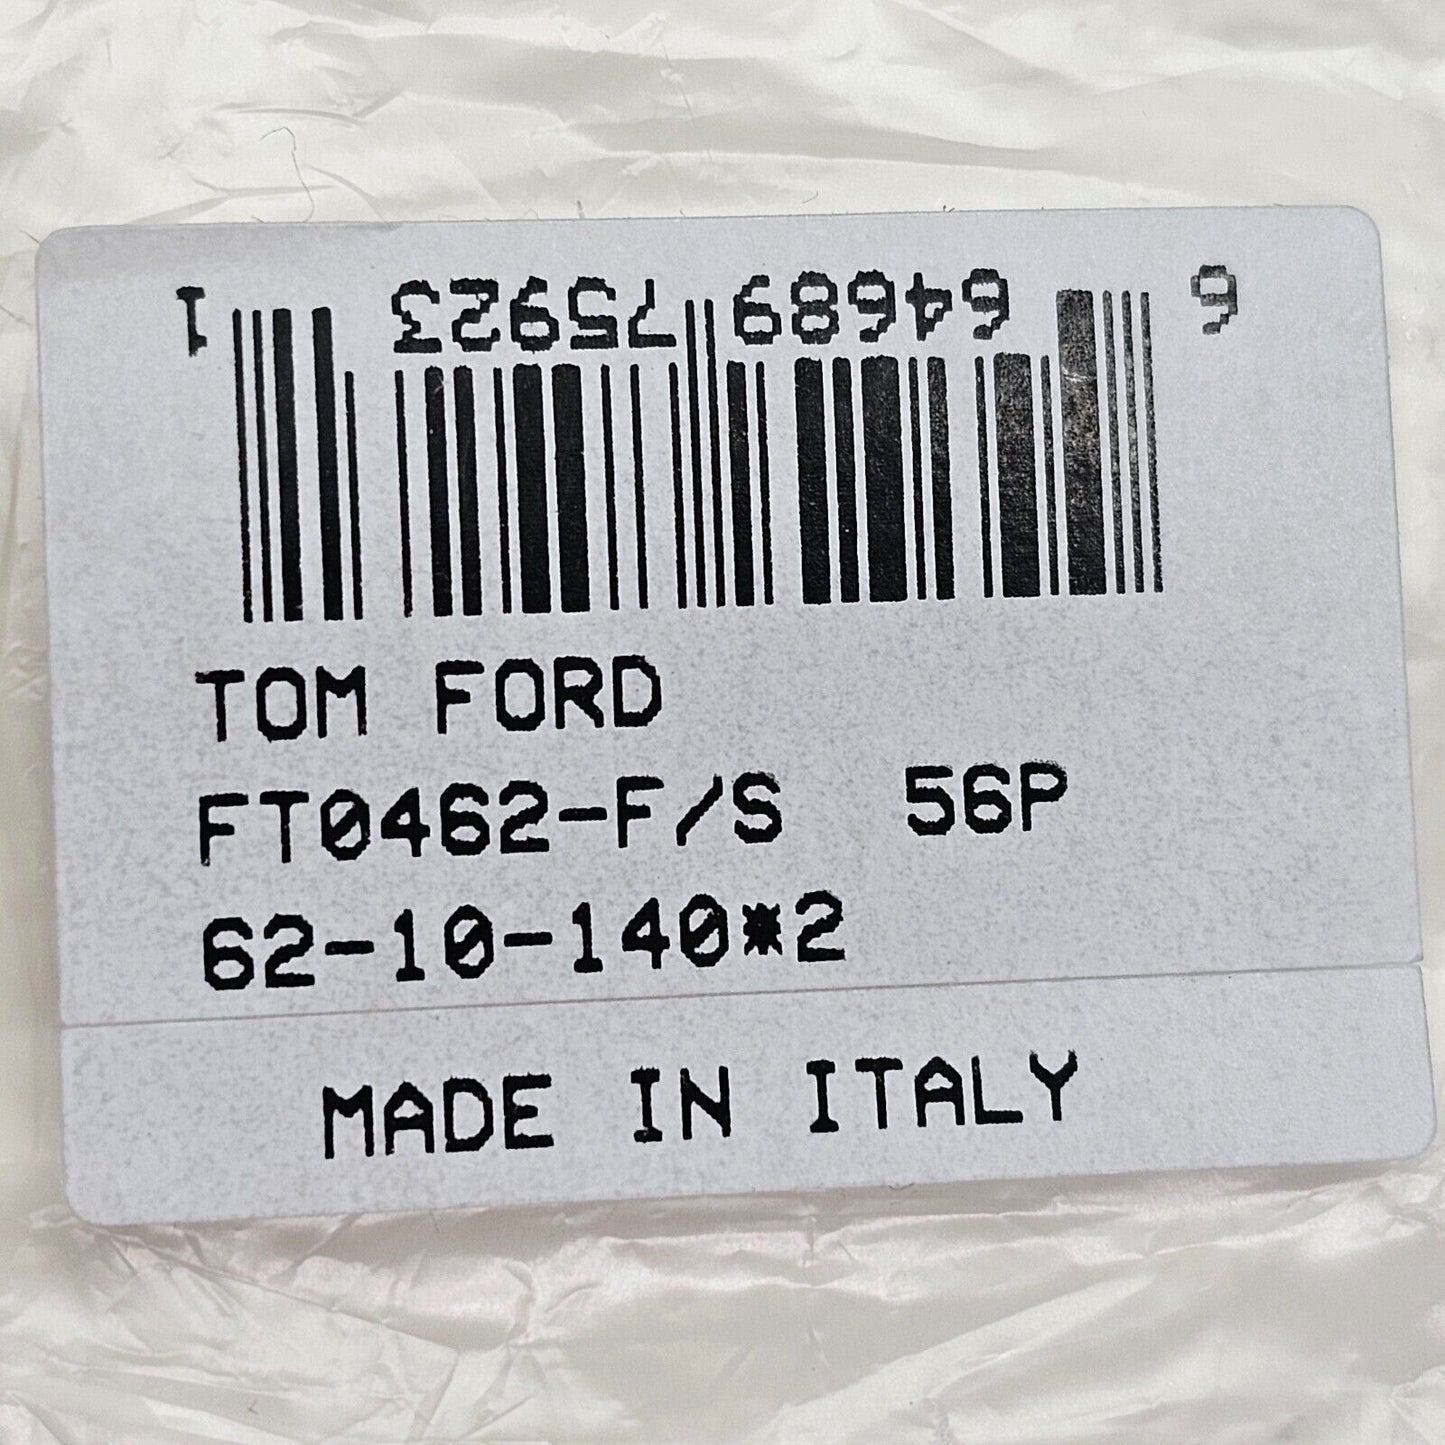 6 64689 75923 1
TOM FORD
FT0462-F/S 56P
62-10-140*2
MADE IN ITALY